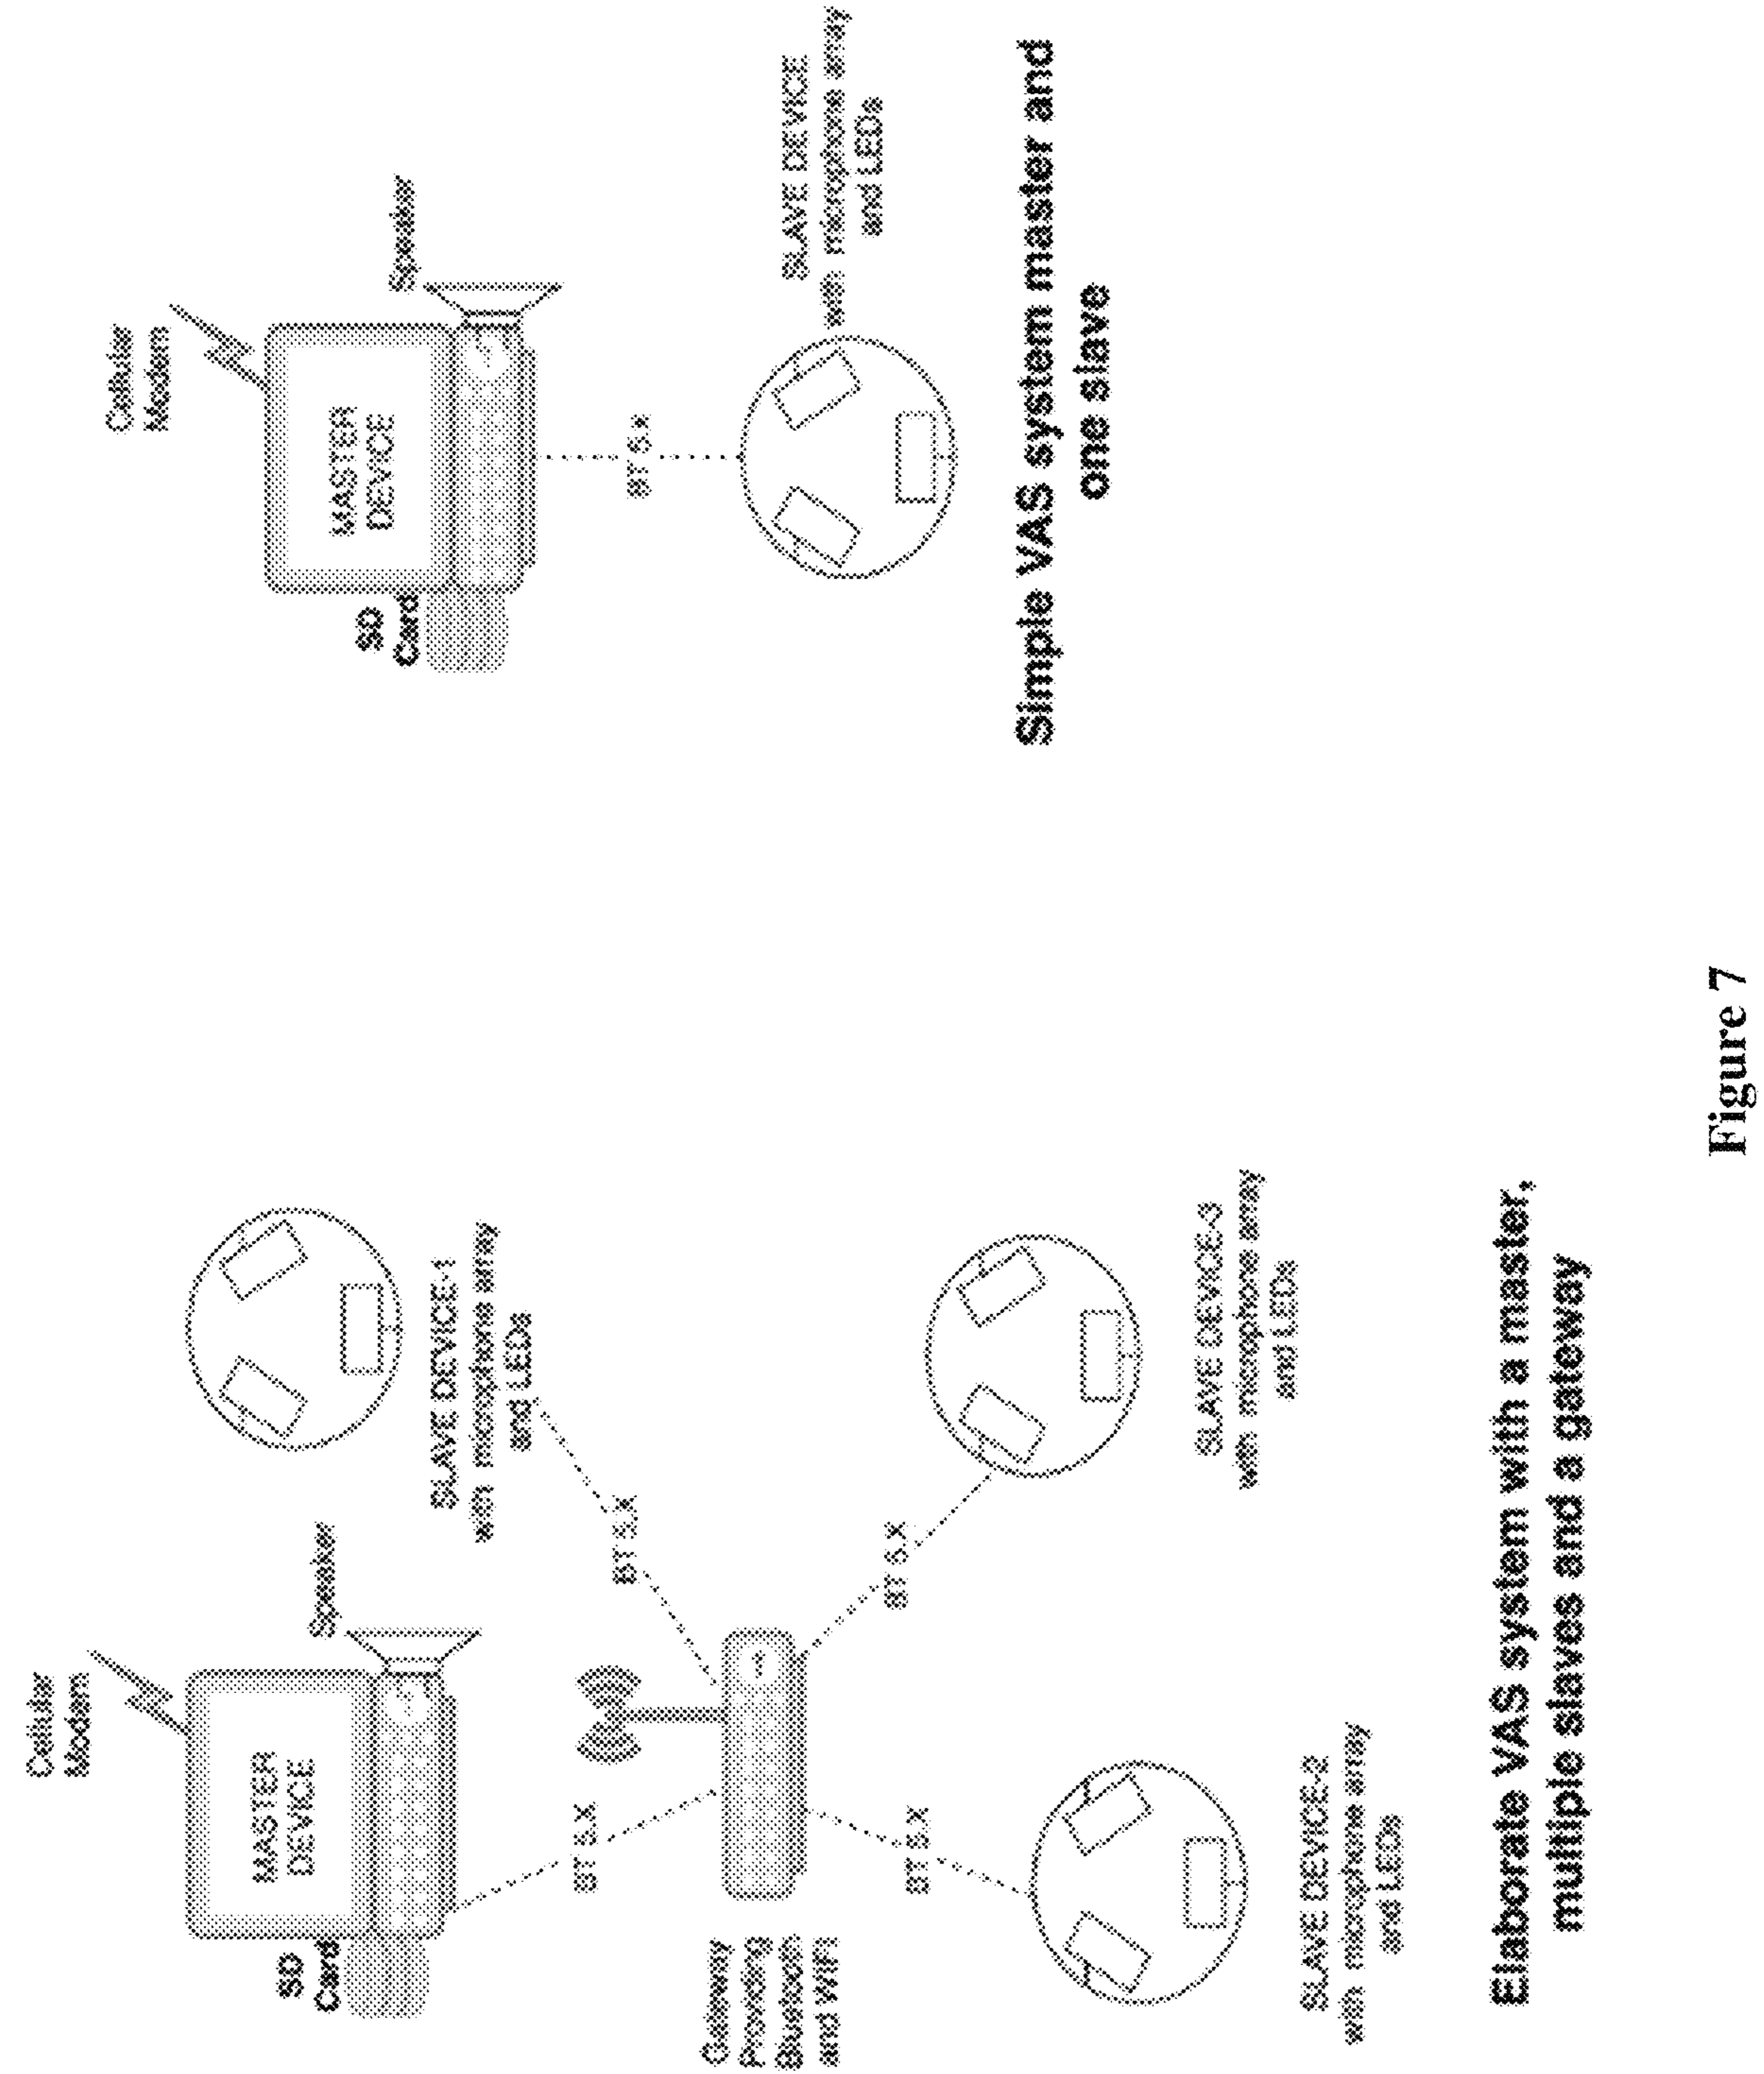 Cellular
Modem
MASTER
DEVICE
SD
Card
Speaker
SLAVE DEVICE-1
with microphone array
and LEDs
BT 5.X
BT 5.X
Gateway
Providing
Bluetooth
and WiFi
BT 5.X
BT 5.X
SLAVE DEVICE-2
with microphone array
and LEDs
SLAVE DEVICE-3
with microphone array
and LEDs
Elaborate VAS system with a master,
multiple slaves and a gateway
Cellular
Modem
MASTER
DEVICE
SD
Card
Speaker
BT 5.x
SLAVE DEVICE
with microphone array
and LEDs
Simple VAS system master and
one slave
Figure 7